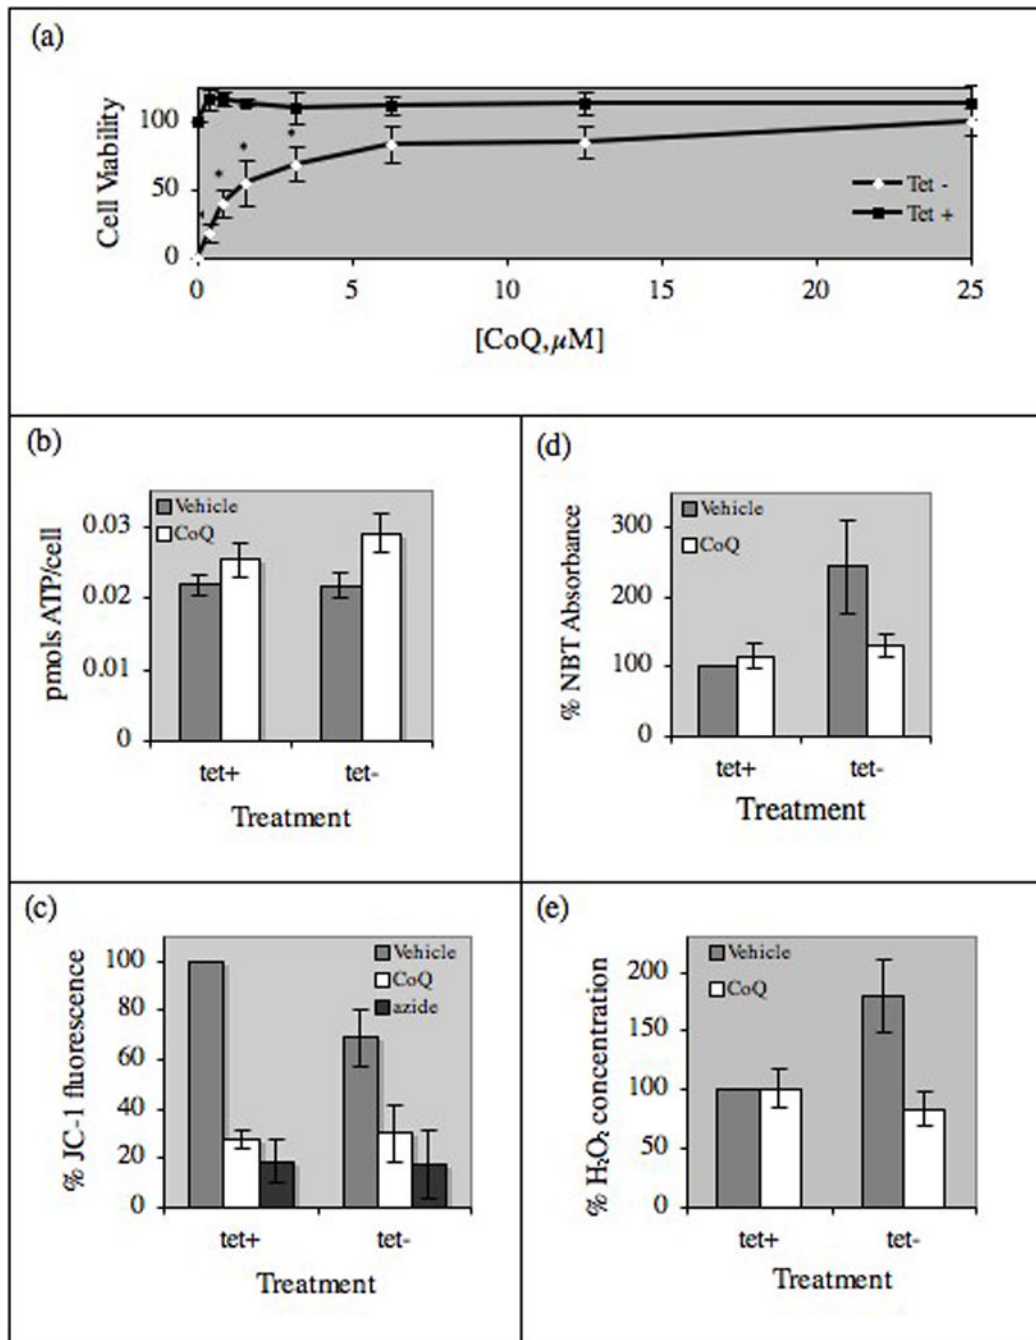 (a)
Cell Viability
100
50
0
* * * *
Tet -
Tet +
0 5 10 15 20 25
[CoQ,µM]
(b)
pmols ATP/cell
0.03
0.02
0.01
0
Vehicle
CoQ
tet+ tet-
Treatment
(d)
% NBT Absorbance
300
200
100
0
Vehicle
CoQ
tet+ tet-
Treatment
(c)
% JC-1 fluorescence
100
80
60
40
20
0
Vehicle
CoQ
azide
tet+ tet-
Treatment
(e)
% H₂O₂ concentration
200
150
100
50
0
Vehicle
CoQ
tet+ tet-
Treatment